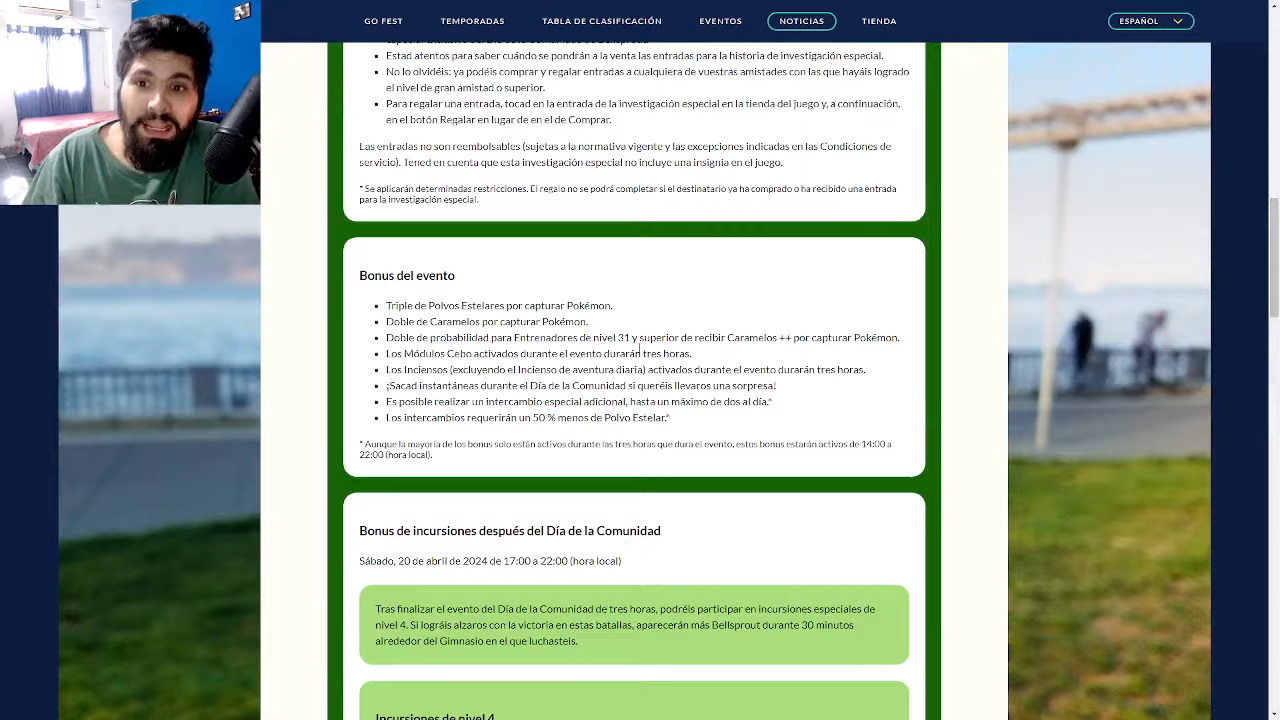 GO FEST
TEMPORADAS
TABLA DE CLASIFICACIÓN
EVENTOS
NOTICIAS
TIENDA
ESPAÑOL
Estad atentos para saber cuándo se pondrán a la venta las entradas para la historia de investigación especial.
No lo olvidéis: ya podéis comprar y regalar entradas a cualquiera de vuestras amistades con las que hayáis logrado
el nivel de gran amistad o superior.
Para regalar una entrada, tocad en la entrada de la investigación especial en la tienda del juego y, a continuación,
en el botón Regalar en lugar de en el de Comprar.
Las entradas no son reembolsables (sujetas a la normativa vigente y las excepciones indicadas en las Condiciones de
servicio). Tened en cuenta que esta investigación especial no incluye una insignia en el juego.
* Se aplicarán determinadas restricciones. El regalo no se podrá completar si el destinatario ya ha comprado o ha recibido una entrada
para la investigación especial.
Bonus del evento
Triple de Polvos Estelares por capturar Pokémon.
Doble de Caramelos por capturar Pokémon.
Doble de probabilidad para Entrenadores de nivel 31 y superior de recibir Caramelos ++ por capturar Pokémon.
Los Módulos Cebo activados durante el evento durarán tres horas.
Los Inciensos (excluyendo el Incienso de aventura diaria) activados durante el evento durarán tres horas.
¡Sacad instantáneas durante el Día de la Comunidad si queréis llevaros una sorpresa!
Es posible realizar un intercambio especial adicional, hasta un máximo de dos al día.*
Los intercambios requerirán un 50 % menos de Polvo Estelar.*
* Aunque la mayoría de los bonus solo están activos durante las tres horas que dura el evento, estos bonus estarán activos de 14:00 a
22:00 (hora local).
Bonus de incursiones después del Día de la Comunidad
Sábado, 20 de abril de 2024 de 17:00 a 22:00 (hora local)
Tras finalizar el evento del Día de la Comunidad de tres horas, podréis participar en incursiones especiales de
nivel 4. Si lográis alzaros con la victoria en estas batallas, aparecerán más Bellsprout durante 30 minutos
alrededor del Gimnasio en el que luchasteis.
Incursiones de nivel 4